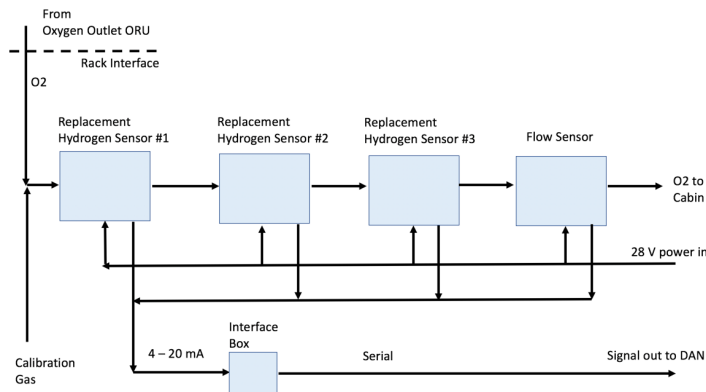 From
Oxygen Outlet ORU
Rack Interface
O2
Replacement
Hydrogen Sensor #1
Replacement
Hydrogen Sensor #2
Replacement
Hydrogen Sensor #3
Flow Sensor
O2 to
Cabin
28 V power in
Interface
Box
4 – 20 mA
Serial
Signal out to DAN
Calibration
Gas